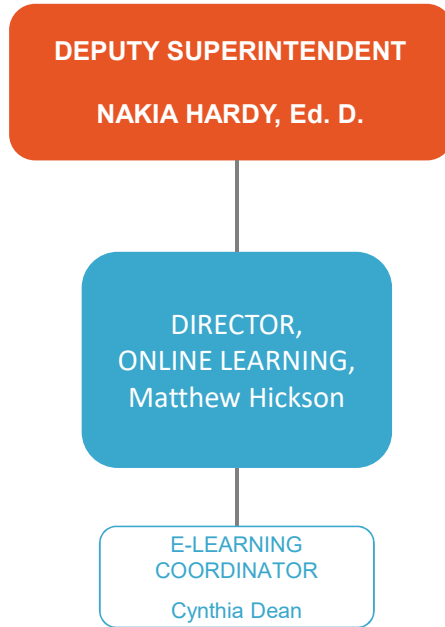 DEPUTY SUPERINTENDENT
NAKIA HARDY, Ed. D.
DIRECTOR,
ONLINE LEARNING,
Matthew Hickson
E-LEARNING
COORDINATOR
Cynthia Dean